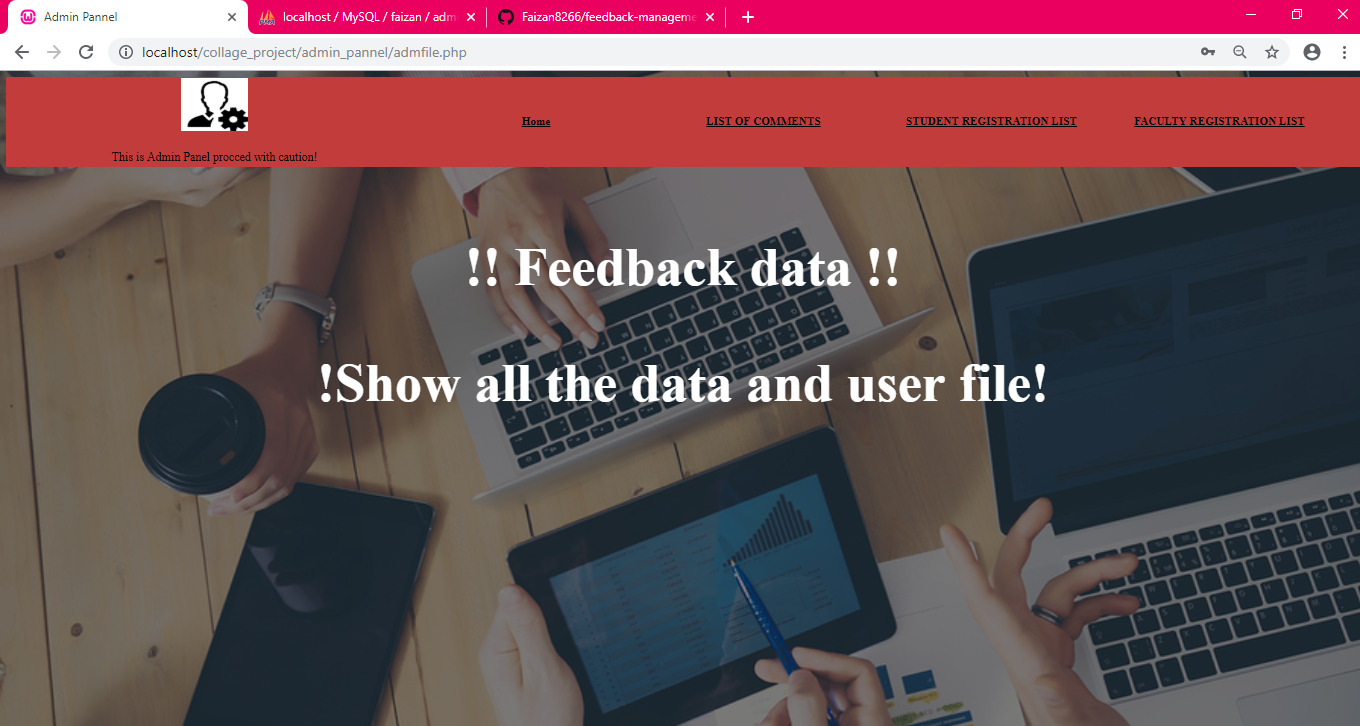 Admin Pannel
localhost / MySQL / faizan / adm
Faizan8266/feedback-manageme
localhost/collage_project/admin_pannel/admfile.php
Home
LIST OF COMMENTS
STUDENT REGISTRATION LIST
FACULTY REGISTRATION LIST
This is Admin Panel procced with caution!
!! Feedback data !!
!Show all the data and user file!